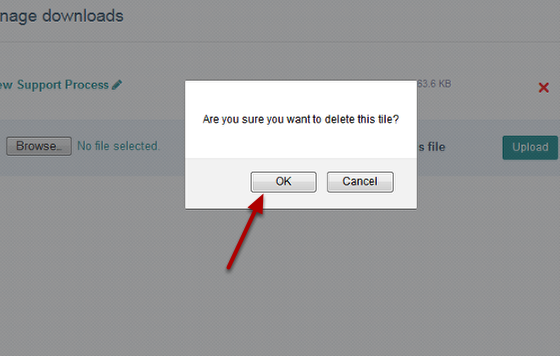 nage downloads
ew Support Process
63.6 KB
Are you sure you want to delete this file?
Browse..
No file selected.
s file
Upload
OK
Cancel